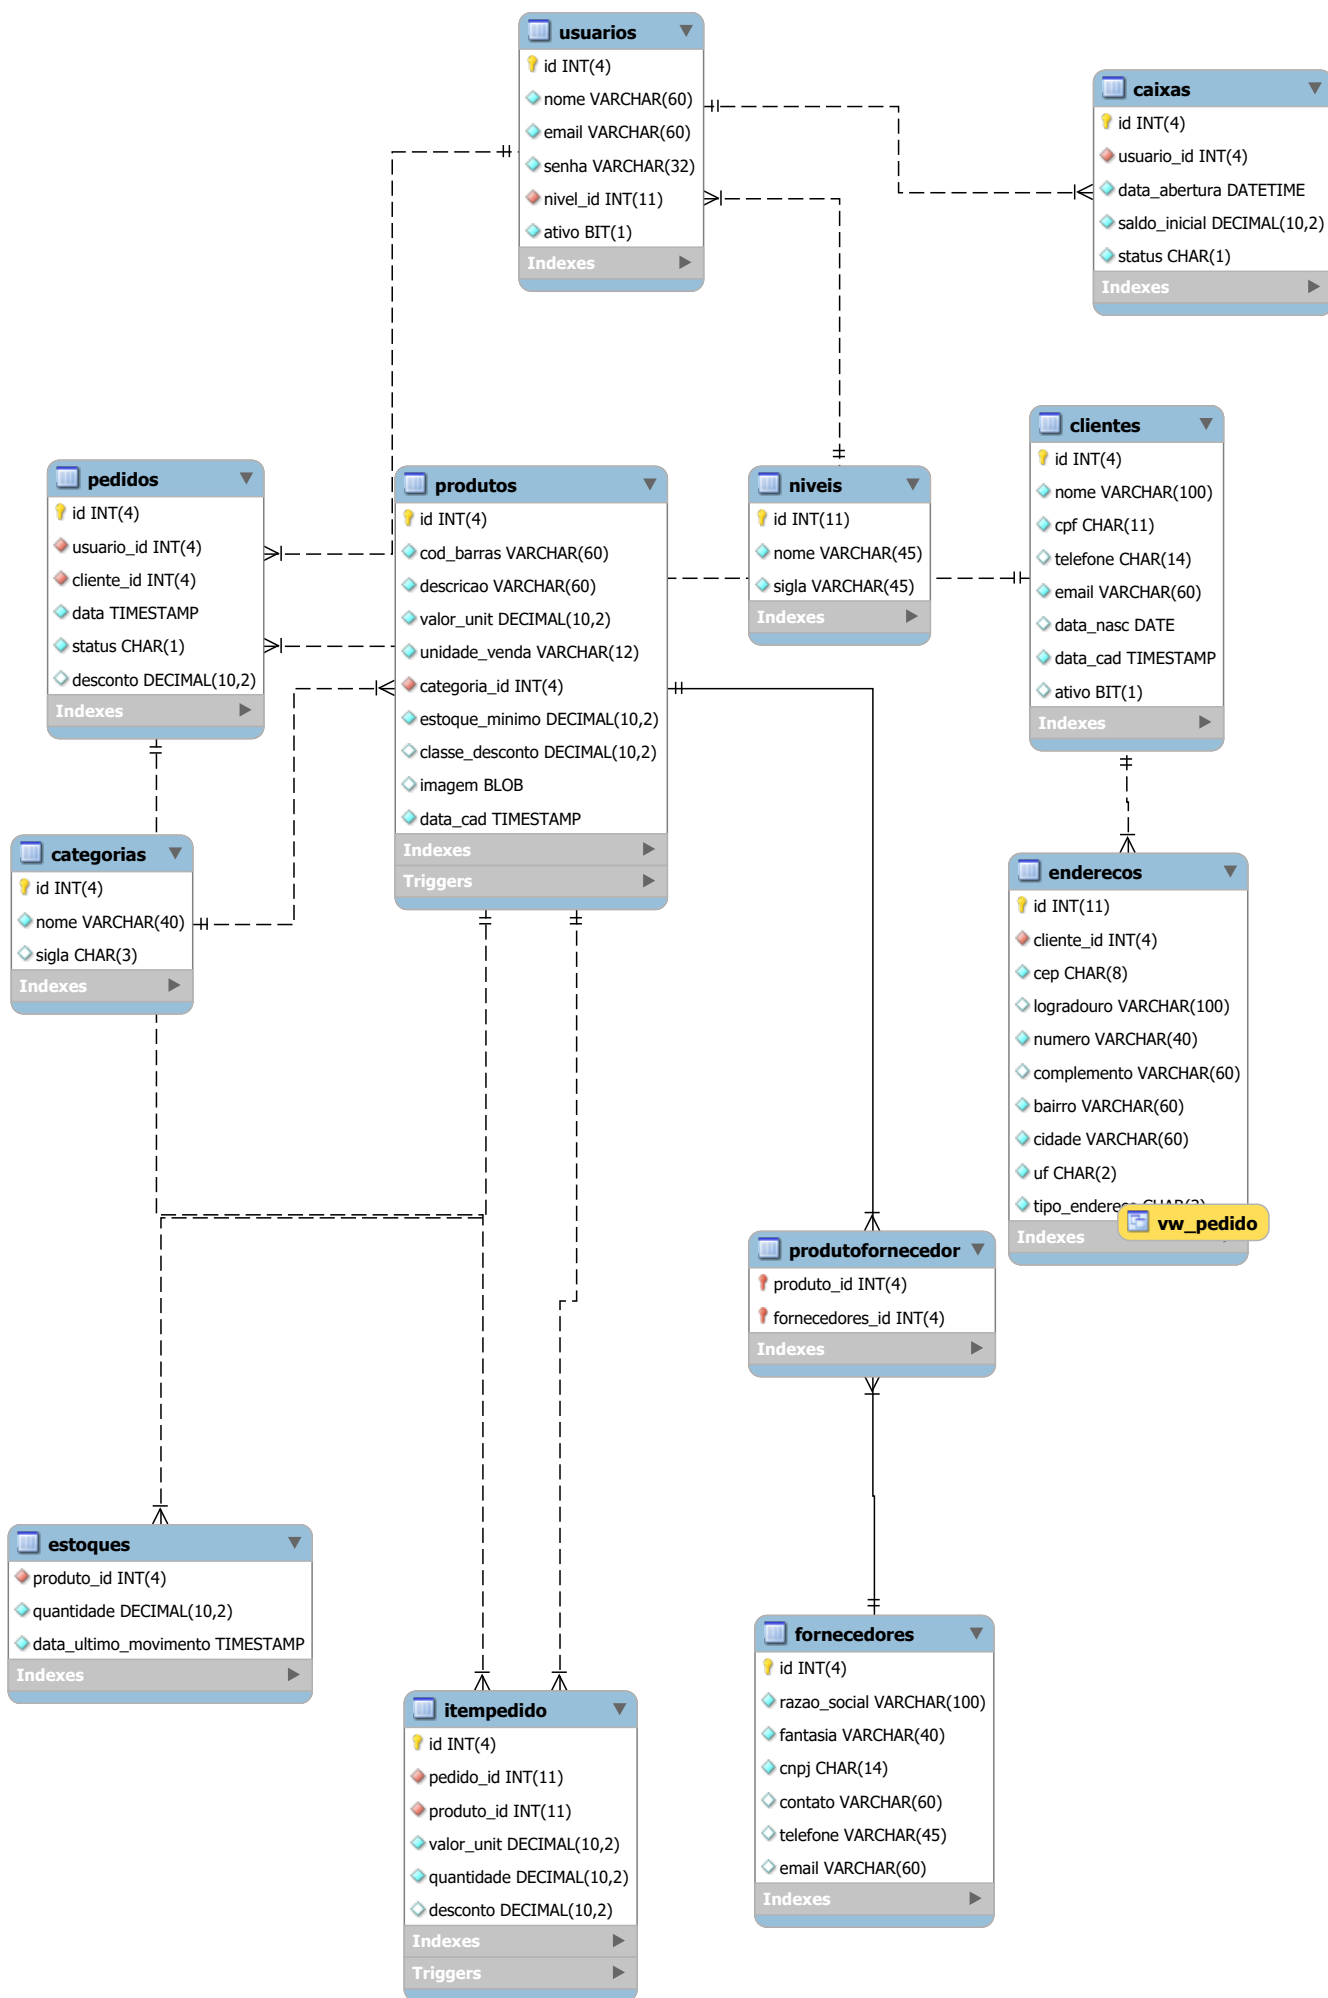 usuarios
id INT(4)
nome VARCHAR(60)
email VARCHAR(60)
senha VARCHAR(32)
nivel_id INT(11)
ativo BIT(1)
Indexes
caixas
id INT(4)
usuario_id INT(4)
data_abertura DATETIME
saldo_inicial DECIMAL(10,2)
status CHAR(1)
Indexes
pedidos
id INT(4)
usuario_id INT(4)
cliente_id INT(4)
data TIMESTAMP
status CHAR(1)
desconto DECIMAL(10,2)
Indexes
produtos
id INT(4)
cod_barras VARCHAR(60)
descricao VARCHAR(60)
valor_unit DECIMAL(10,2)
unidade_venda VARCHAR(12)
categoria_id INT(4)
estoque_minimo DECIMAL(10,2)
classe_desconto DECIMAL(10,2)
imagem BLOB
data_cad TIMESTAMP
Indexes
Triggers
niveis
id INT(11)
nome VARCHAR(45)
sigla VARCHAR(45)
Indexes
clientes
id INT(4)
nome VARCHAR(100)
cpf CHAR(11)
telefone CHAR(14)
email VARCHAR(60)
data_nasc DATE
data_cad TIMESTAMP
ativo BIT(1)
Indexes
categorias
id INT(4)
nome VARCHAR(40)
sigla CHAR(3)
Indexes
enderecos
id INT(11)
cliente_id INT(4)
cep CHAR(8)
logradouro VARCHAR(100)
numero VARCHAR(40)
complemento VARCHAR(60)
bairro VARCHAR(60)
cidade VARCHAR(60)
uf CHAR(2)
tipo_endereco
Indexes
vw_pedido
produtofornecedor
produto_id INT(4)
fornecedores_id INT(4)
Indexes
estoques
produto_id INT(4)
quantidade DECIMAL(10,2)
data_ultimo_movimento TIMESTAMP
Indexes
itempedido
id INT(4)
pedido_id INT(11)
produto_id INT(11)
valor_unit DECIMAL(10,2)
quantidade DECIMAL(10,2)
desconto DECIMAL(10,2)
Indexes
Triggers
fornecedores
id INT(4)
razao_social VARCHAR(100)
fantasia VARCHAR(40)
cnpj CHAR(14)
contato VARCHAR(60)
telefone VARCHAR(45)
email VARCHAR(60)
Indexes